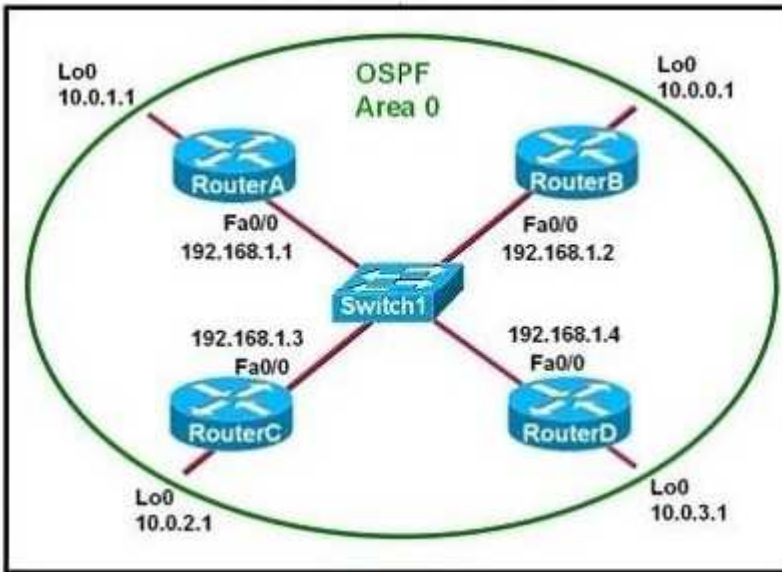 OSPF
Area 0
Lo0
10.0.1.1
Lo0
10.0.0.1
RouterA
RouterB
Fa0/0
192.168.1.1
Fa0/0
192.168.1.2
Switch1
192.168.1.3
Fa0/0
192.168.1.4
Fa0/0
RouterC
RouterD
Lo0
10.0.2.1
Lo0
10.0.3.1